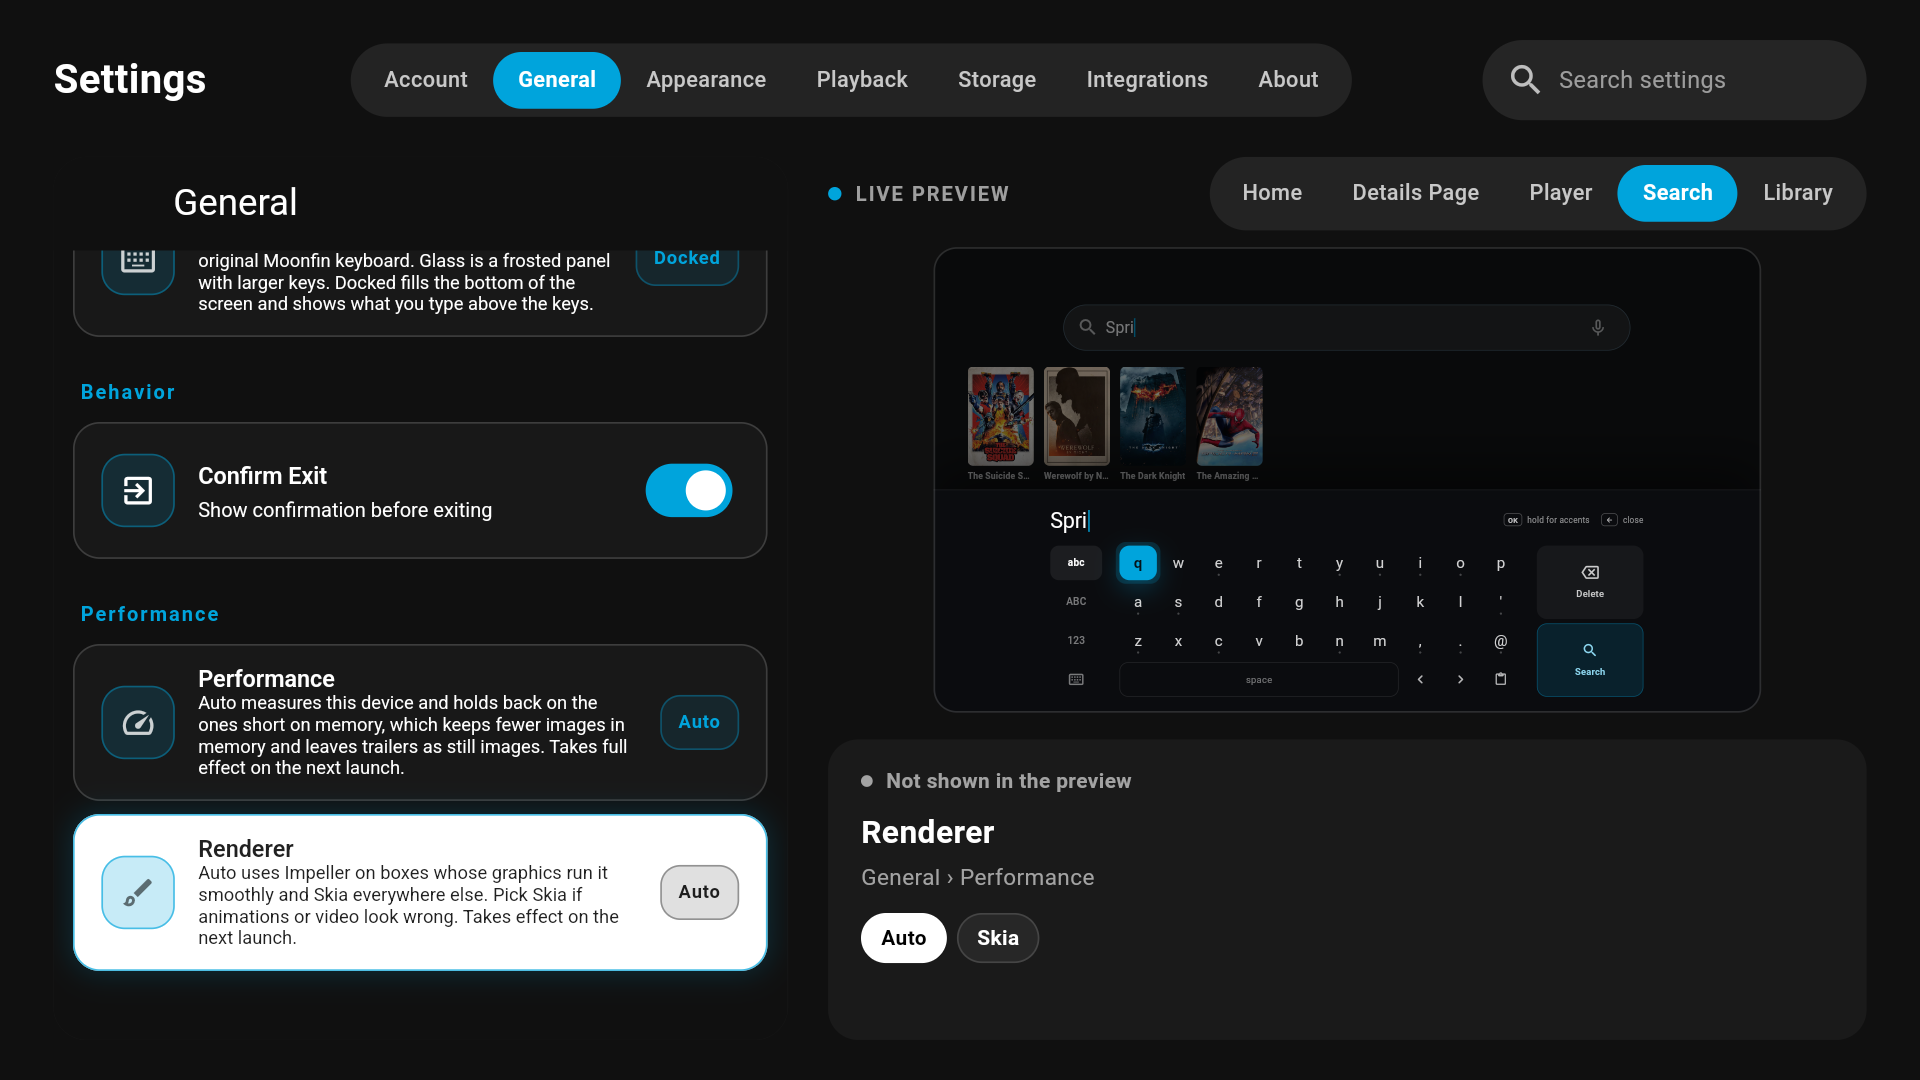 Settings
Account
General
Appearance
Playback
Storage
Integrations
About
Search settings
General
original Moonfin keyboard. Glass is a frosted panel
with larger keys. Docked fills the bottom of the
screen and shows what you type above the keys.
Docked
Behavior
Confirm Exit
Show confirmation before exiting
Performance
Performance
Auto measures this device and holds back on the
ones short on memory, which keeps fewer images in
memory and leaves trailers as still images. Takes full
effect on the next launch.
Auto
Renderer
Auto uses Impeller on boxes whose graphics run it
smoothly and Skia everywhere else. Pick Skia if
animations or video look wrong. Takes effect on the
next launch.
Auto
LIVE PREVIEW
Home
Details Page
Player
Search
Library
Spri
The Suicide S...
Werewolf by N...
The Dark Knight
The Amazing ...
Spri
OK hold for accents
close
abc q w e r t y u i o p
Delete
ABC a s d f g h j k l '
123 z x c v b n m , . @
Search
space
Not shown in the preview
Renderer
General › Performance
Auto
Skia